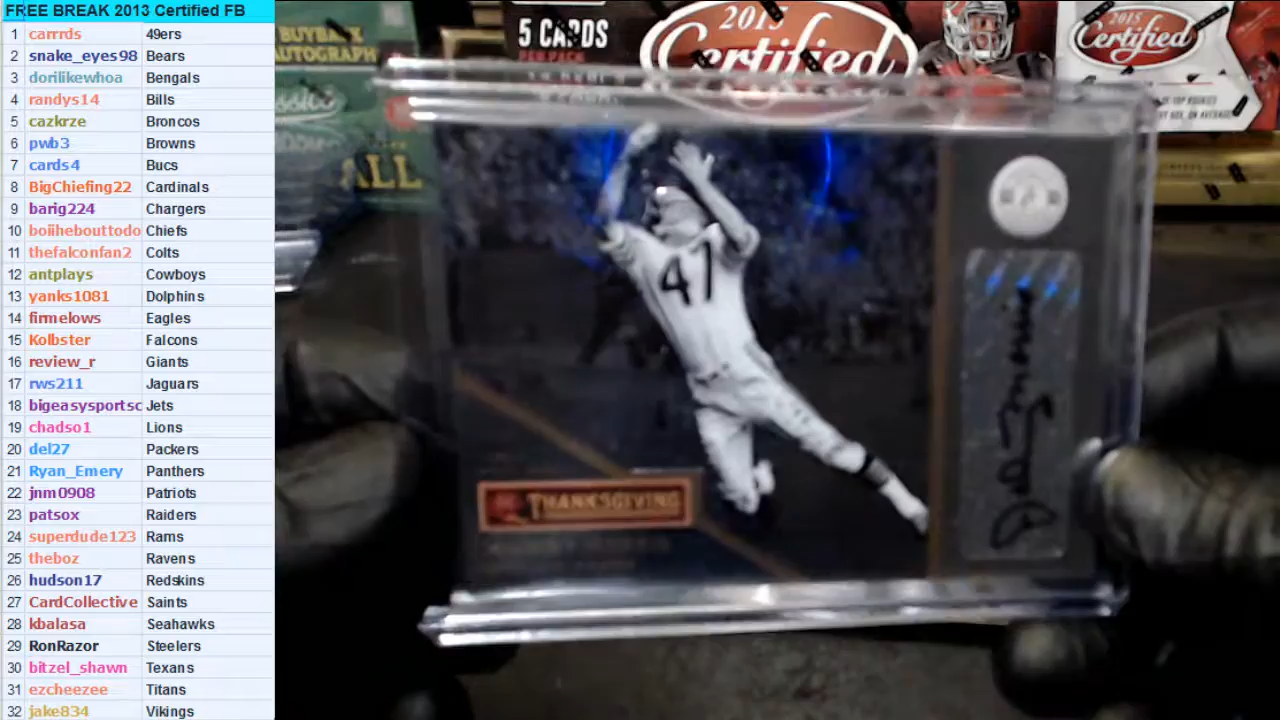 FREE BREAK 2013 Certified FB
1 carrrds 49ers
2 snake_eyes98 Bears
3 dorilikewhoa Bengals
4 randys14 Bills
5 cazkrze Broncos
6 pwb3 Browns
7 cards4 Bucs
8 BigChiefing22 Cardinals
9 barig224 Chargers
10 boiihebouttodo Chiefs
11 thefalconfan2 Colts
12 antplays Cowboys
13 yanks1081 Dolphins
14 firmelows Eagles
15 Kolbster Falcons
16 review_r Giants
17 rws211 Jaguars
18 bigeasysportsc Jets
19 chadso1 Lions
20 del27 Packers
21 Ryan_Emery Panthers
22 jnm0908 Patriots
23 patsox Raiders
24 superdude123 Rams
25 theboz Ravens
26 hudson17 Redskins
27 CardCollective Saints
28 kbalasa Seahawks
29 RonRazor Steelers
30 bitzel_shawn Texans
31 ezcheezee Titans
32 jake834 Vikings
BUYBACK
AUTOGRAPH
5 CARDS
PER PACK
2015
Certified
2015
Certified
47
THANKSGIVING